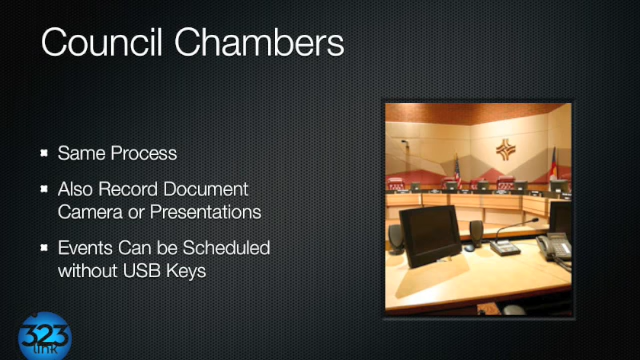 Council Chambers
Same Process
Also Record Document
Camera or Presentations
Events Can be Scheduled
without USB Keys
323
link